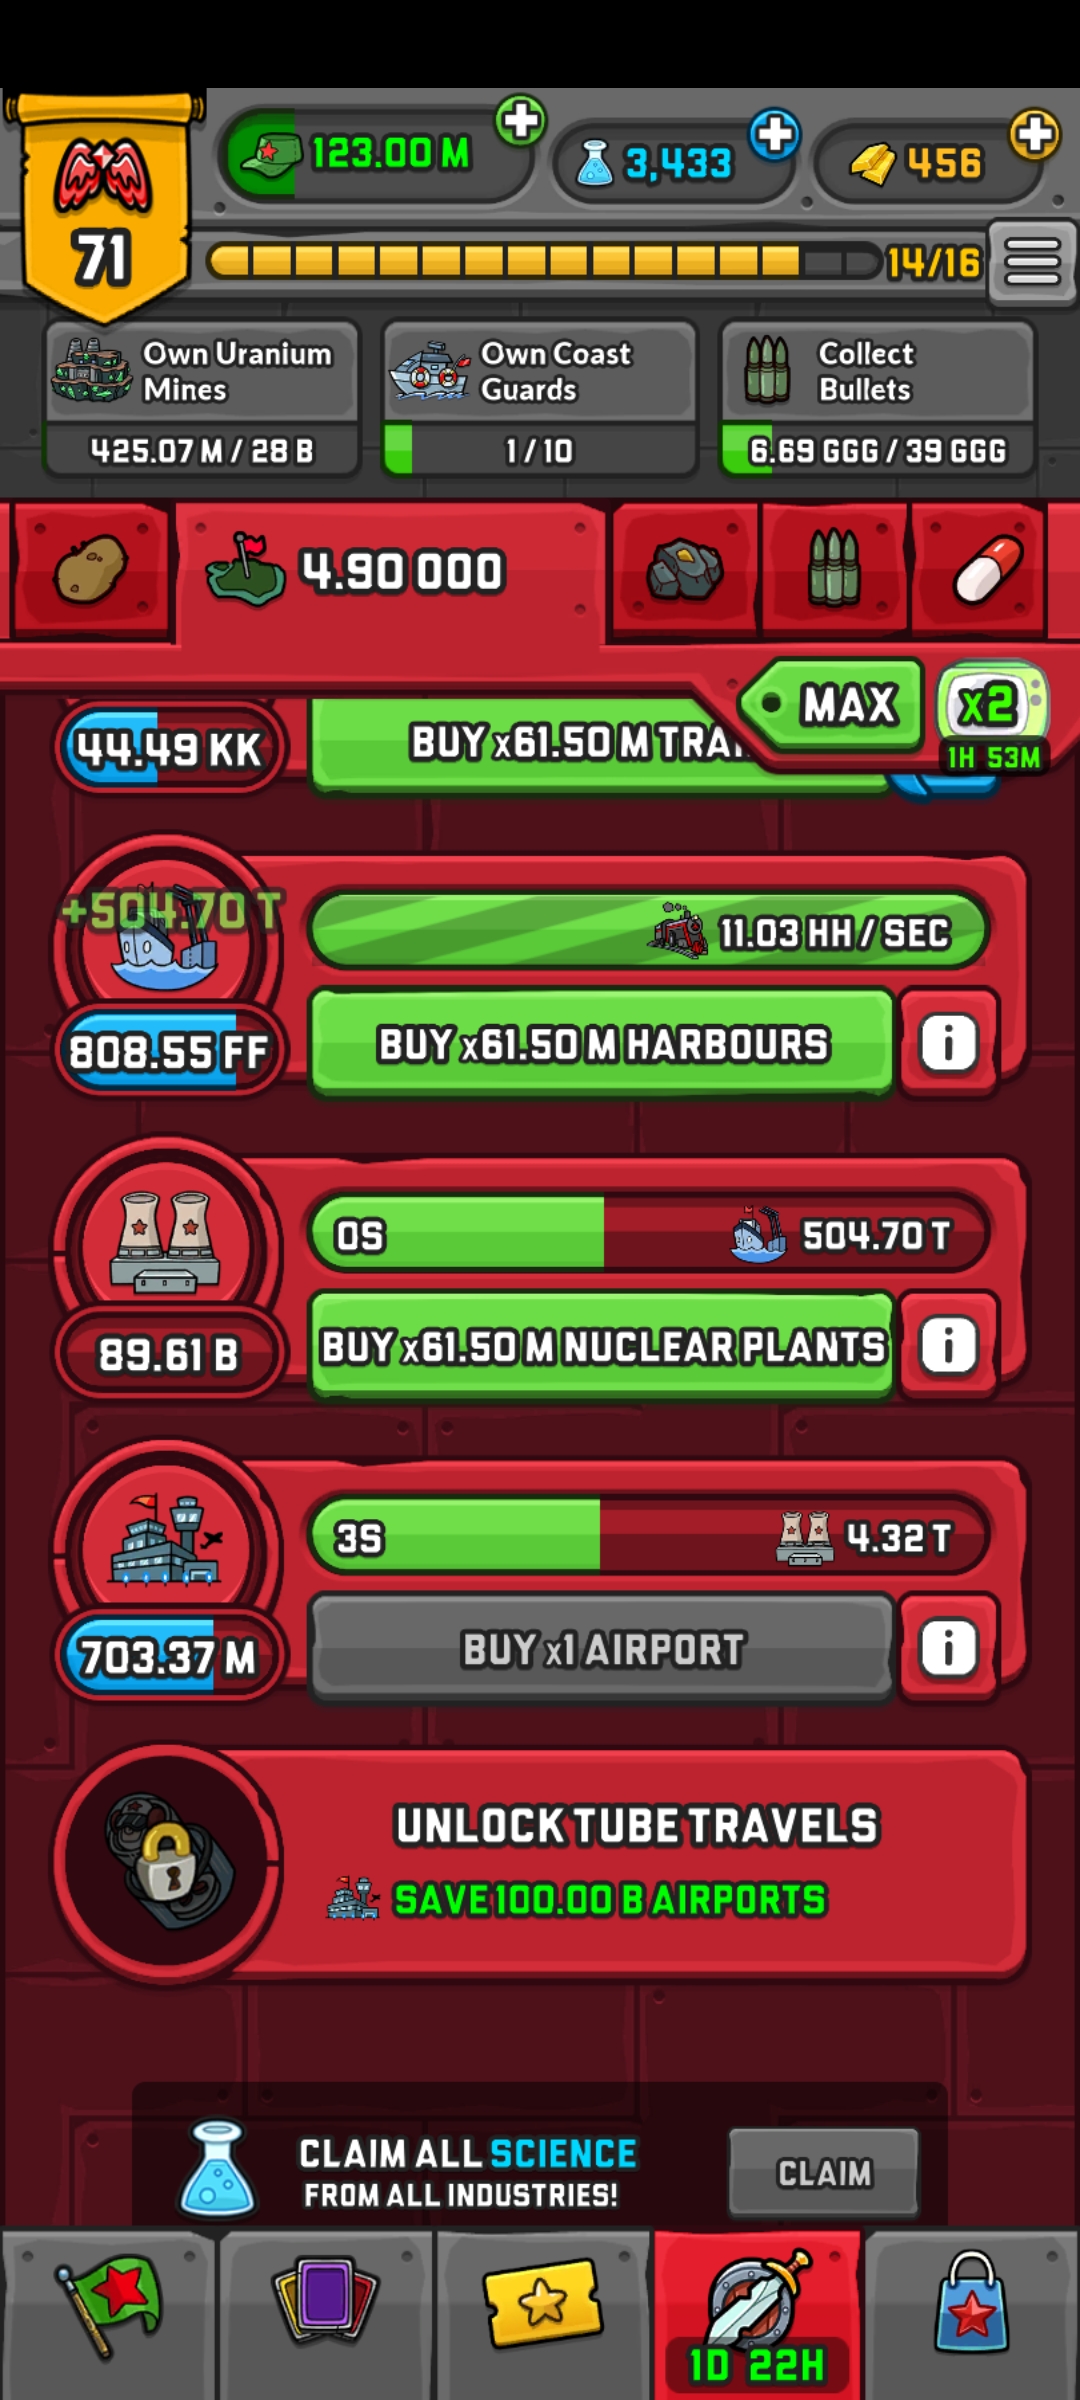 123.00 M
3,433
456
71
14/16
Own Uranium
Mines
425.07 M / 28 B
Own Coast
Guards
1 / 10
Collect
Bullets
6.69 GGG / 39 GGG
4.90 000
MAX
x2
1H 53M
44.49 KK
BUY x61.50 M TRAI
+504.70 T
11.03 HH / SEC
808.55 FF
BUY x61.50 M HARBOURS
i
0S
504.70 T
89.61 B
BUY x61.50 M NUCLEAR PLANTS
i
3S
4.32 T
703.37 M
BUY x1 AIRPORT
i
UNLOCK TUBE TRAVELS
SAVE 100.00 B AIRPORTS
CLAIM ALL SCIENCE
FROM ALL INDUSTRIES!
CLAIM
1D 22H